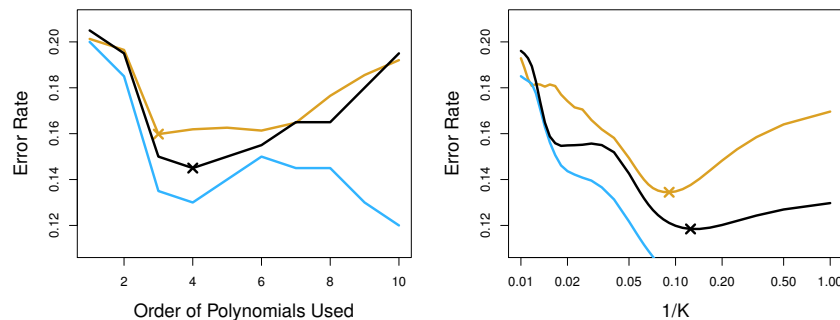 Error Rate
0.12 0.14 0.16 0.18 0.20
2 4 6 8 10
Order of Polynomials Used
Error Rate
0.12 0.14 0.16 0.18 0.20
0.01 0.02 0.05 0.10 0.20 0.50 1.00
1/K